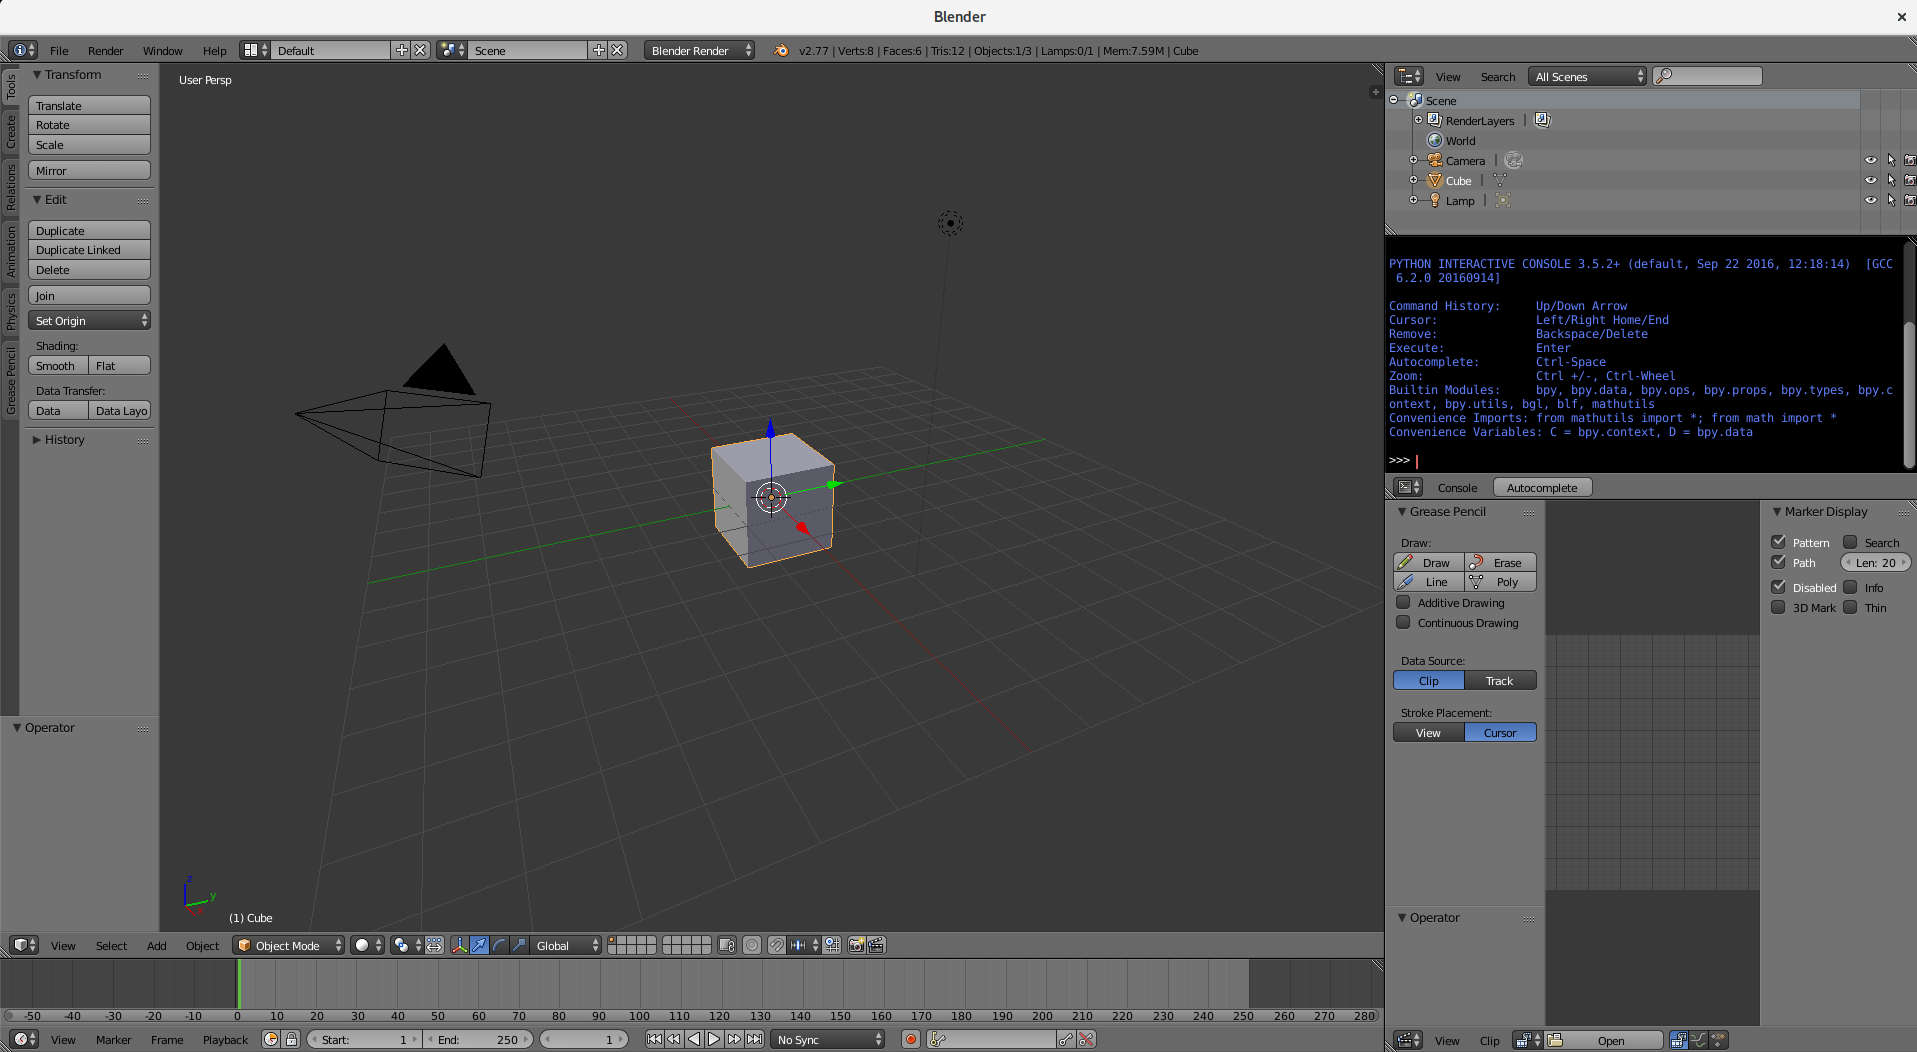 Blender
File Render Window Help Default Scene Blender Render v2.77 | Verts:8 | Faces:6 | Tris:12 | Objects:1/3 | Lamps:0/1 | Mem:7.59M | Cube
Tools
Create
Relations
Animation
Physics
Grease Pencil
Transform
Translate
Rotate
Scale
Mirror
Edit
Duplicate
Duplicate Linked
Delete
Join
Set Origin
Shading:
Smooth Flat
Data Transfer:
Data Data Layo
History
Operator
User Persp
z
y
(1) Cube
View Select Add Object Object Mode Global
-50 -40 -30 -20 -10 0 10 20 30 40 50 60 70 80 90 100 110 120 130 140 150 160 170 180 190 200 210 220 230 240 250 260 270 280
View Marker Frame Playback Start: 1 End: 250 1 No Sync
View Search All Scenes
Scene
RenderLayers |
World
Camera |
Cube |
Lamp |
PYTHON INTERACTIVE CONSOLE 3.5.2+ (default, Sep 22 2016, 12:18:14)  [GCC
6.2.0 20160914]
Command History: Up/Down Arrow
Cursor: Left/Right Home/End
Remove: Backspace/Delete
Execute: Enter
Autocomplete: Ctrl-Space
Zoom: Ctrl +/-, Ctrl-Wheel
Builtin Modules: bpy, bpy.data, bpy.ops, bpy.props, bpy.types, bpy.c
ontext, bpy.utils, bgl, blf, mathutils
Convenience Imports: from mathutils import *; from math import *
Convenience Variables: C = bpy.context, D = bpy.data
>>>
Console Autocomplete
Grease Pencil
Draw:
Draw Erase
Line Poly
Additive Drawing
Continuous Drawing
Data Source:
Clip Track
Stroke Placement:
View Cursor
Operator
Marker Display
Pattern Search
Path Len: 20
Disabled Info
3D Mark Thin
View Clip Open